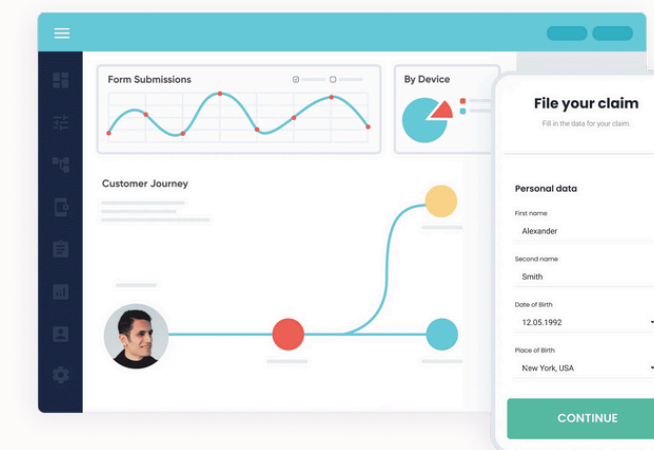 Form Submissions
By Device
Customer Journey
File your claim
Fill in the data for your claim.
Personal data
First name
Alexander
Second name
Smith
Date of Birth
12.05.1992
Place of Birth
New York, USA
CONTINUE